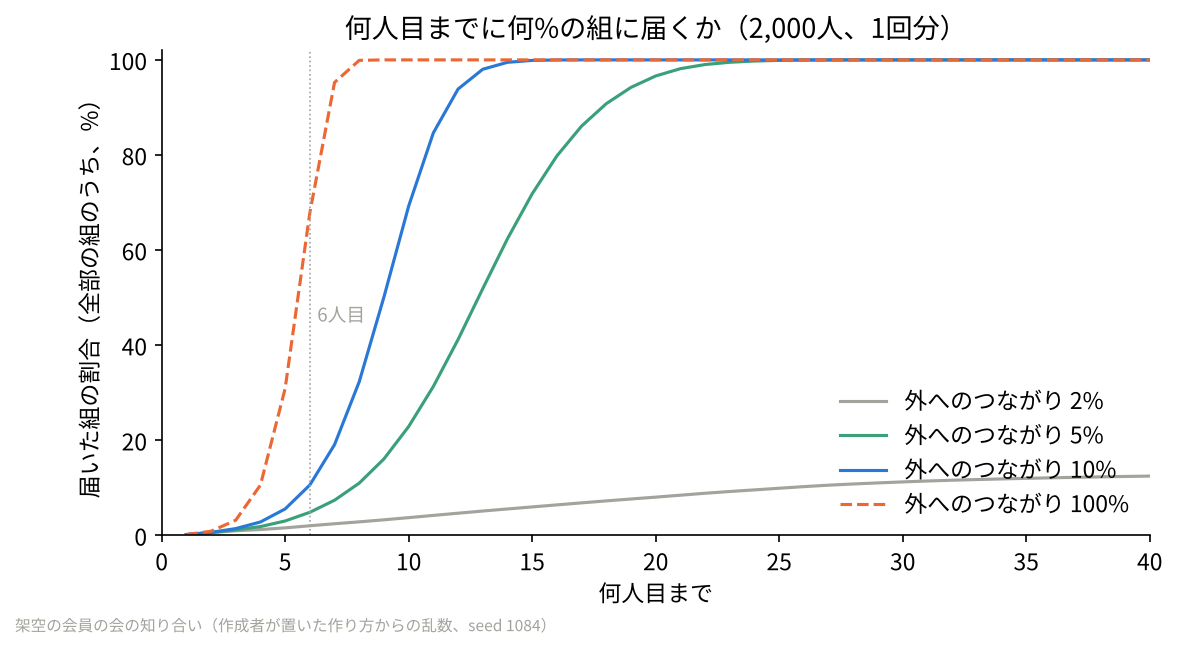 何人目までに何%の組に届くか（2,000人、1回分）
届いた組の割合（全部の組のうち、%）
100
80
60
40
20
0
6人目
外へのつながり 2%
外へのつながり 5%
外へのつながり 10%
外へのつながり 100%
0 5 10 15 20 25 30 35 40
何人目まで
架空の会員の会の知り合い（作成者が置いた作り方からの乱数、seed 1084）